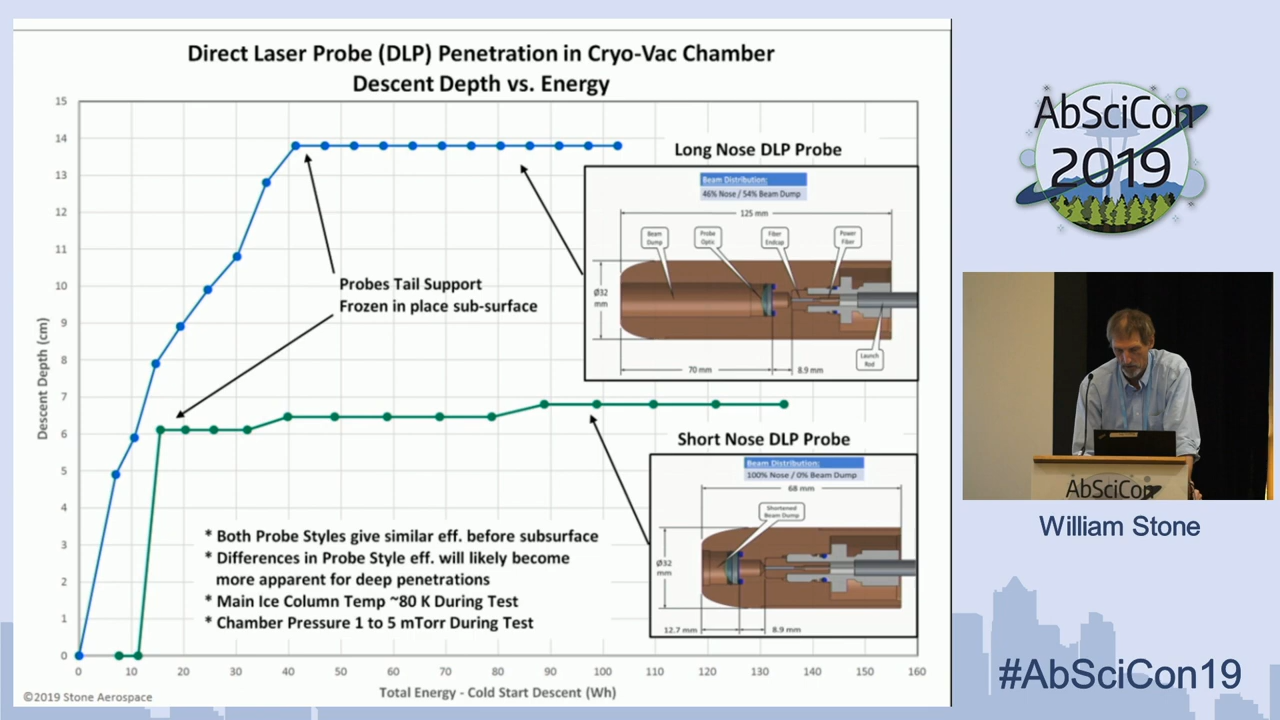 Direct Laser Probe (DLP) Penetration in Cryo-Vac Chamber
Descent Depth vs. Energy
15
14
13
12
11
10
9
8
7
6
5
4
3
2
1
0
Descent Depth (cm)
0 10 20 30 40 50 60 70 80 90 100 110 120 130 140 150 160
Total Energy - Cold Start Descent (Wh)
Probes Tail Support
Frozen in place sub-surface
Long Nose DLP Probe
Beam Distribution:
46% Nose / 54% Beam Dump
125 mm
Beam
Dump
Probe
Optic
Fiber
Endcap
Power
Fiber
Ø32
mm
Launch
Rod
70 mm
8.9 mm
Short Nose DLP Probe
Beam Distribution:
100% Nose / 0% Beam Dump
68 mm
Shortened
Beam Dump
Ø32
mm
12.7 mm
8.9 mm
* Both Probe Styles give similar eff. before subsurface
* Differences in Probe Style eff. will likely become
more apparent for deep penetrations
* Main Ice Column Temp ~80 K During Test
* Chamber Pressure 1 to 5 mTorr During Test
©2019 Stone Aerospace
AbSciCon
2019
AbSciCon
William Stone
#AbSciCon19